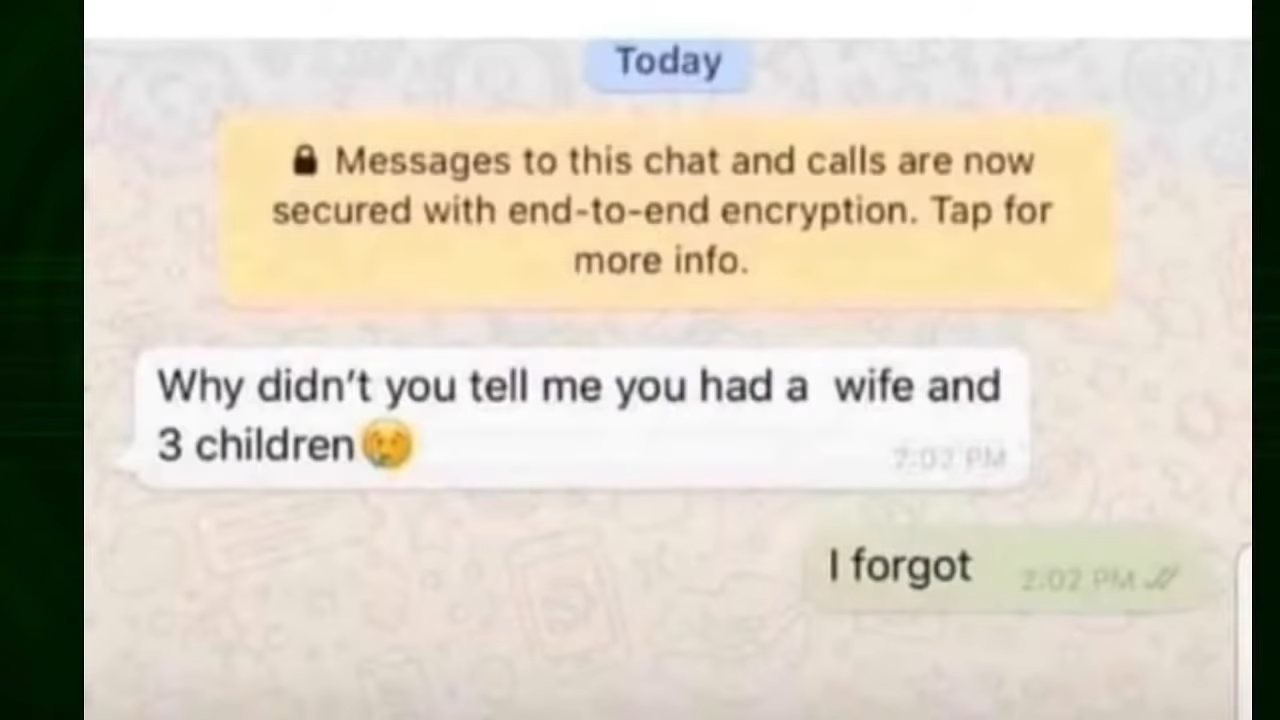 Today
🔒 Messages to this chat and calls are now
secured with end-to-end encryption. Tap for
more info.
Why didn't you tell me you had a wife and
3 children😢
2:02 PM
I forgot
2:02 PM